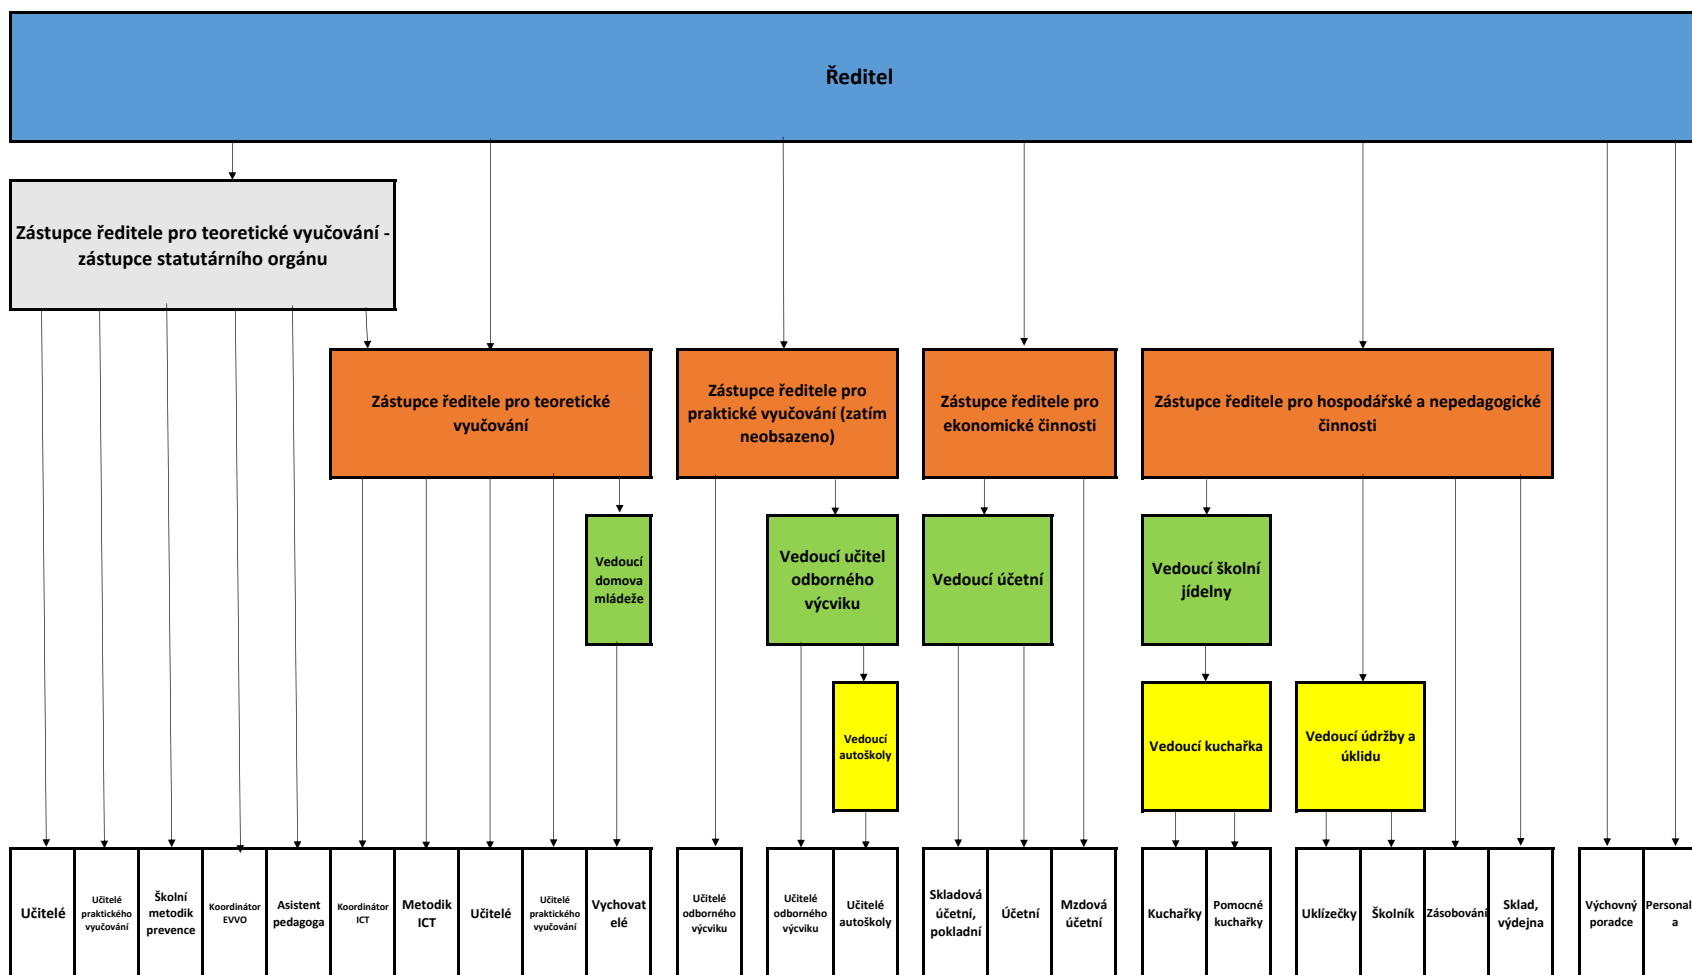 Ředitel
Zástupce ředitele pro teoretické vyučování -
zástupce statutárního orgánu
Zástupce ředitele pro teoretické
vyučování
Zástupce ředitele pro
praktické vyučování (zatím
neobsazeno)
Zástupce ředitele pro
ekonomické činnosti
Zástupce ředitele pro hospodářské a nepedagogické
činnosti
Vedoucí
domova
mládeže
Vedoucí učitel
odborného
výcviku
Vedoucí účetní
Vedoucí školní
jídelny
Vedoucí
autoškoly
Vedoucí kuchařka
Vedoucí údržby a
úklidu
Učitelé
Učitelé
praktického
vyučování
Školní
metodik
prevence
Koordinátor
EVVO
Asistent
pedagoga
Koordinátor
ICT
Metodik
ICT
Učitelé
Učitelé
praktického
vyučování
Vychovat
elé
Učitelé
odborného
výcviku
Učitelé
odborného
výcviku
Učitelé
autoškoly
Skladová
účetní,
pokladní
Účetní
Mzdová
účetní
Kuchařky
Pomocné
kuchařky
Uklízečky
Školník
Zásobování
Sklad,
výdejna
Výchovný
poradce
Personal
a